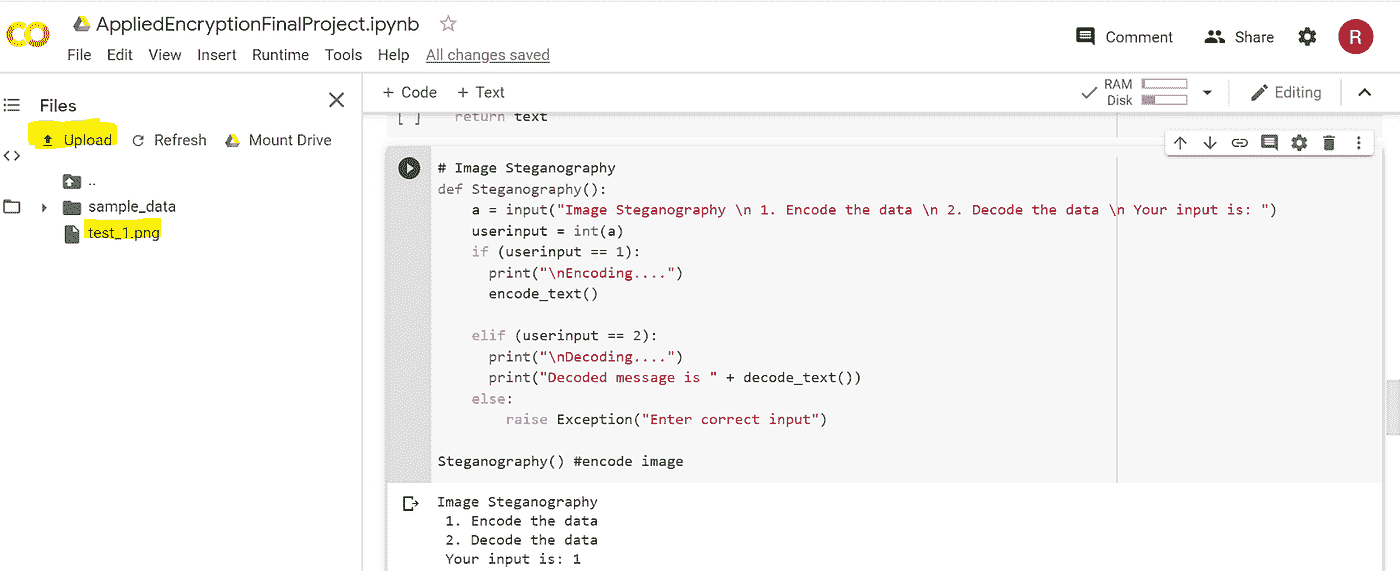 AppliedEncryptionFinalProject.ipynb
File Edit View Insert Runtime Tools Help All changes saved
Comment Share R
Files
Upload Refresh Mount Drive
..
sample_data
test_1.png
+ Code + Text
RAM
Disk
Editing
[ ] return text
# Image Steganography
def Steganography():
    a = input("Image Steganography \n 1. Encode the data \n 2. Decode the data \n Your input is: ")
    userinput = int(a)
    if (userinput == 1):
      print("\nEncoding....")
      encode_text()

    elif (userinput == 2):
      print("\nDecoding....")
      print("Decoded message is " + decode_text())
    else:
        raise Exception("Enter correct input")

Steganography() #encode image
Image Steganography
 1. Encode the data
 2. Decode the data
 Your input is: 1